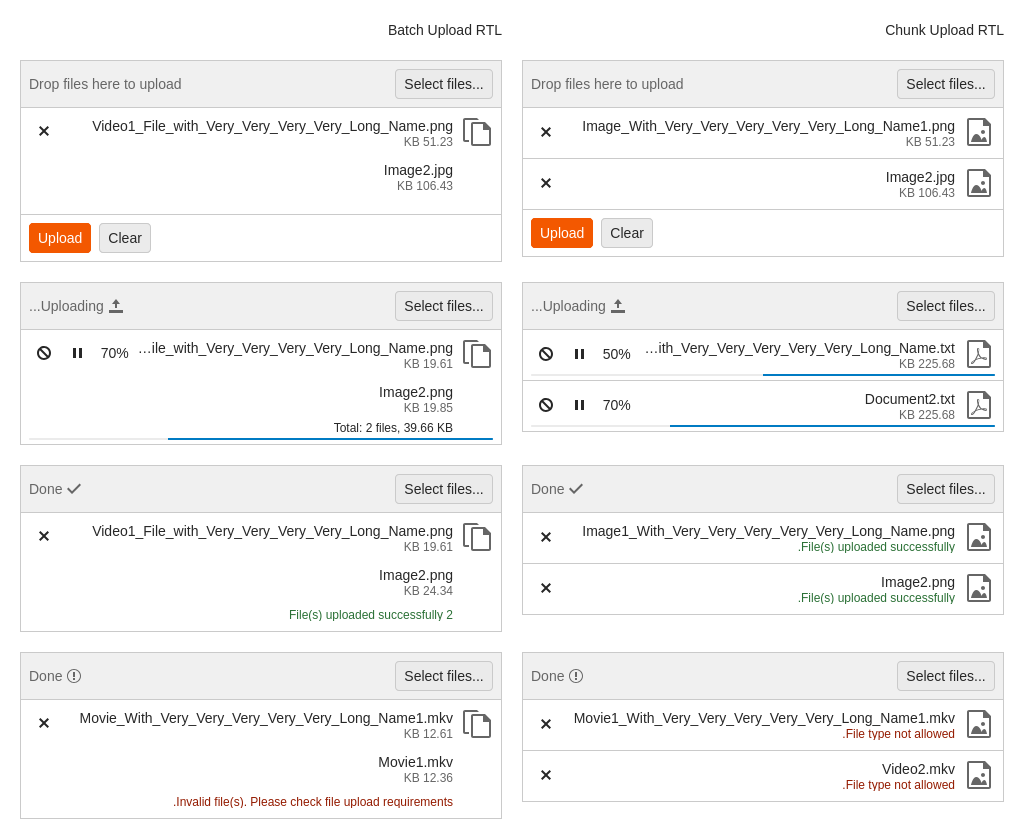 Batch Upload RTL
Drop files here to upload
Select files...
Video1_File_with_Very_Very_Very_Very_Long_Name.png
KB 51.23
Image2.jpg
KB 106.43
Upload
Clear
...Uploading
Select files...
70%
…ile_with_Very_Very_Very_Very_Long_Name.png
KB 19.61
Image2.png
KB 19.85
Total: 2 files, 39.66 KB
Done
Select files...
Video1_File_with_Very_Very_Very_Very_Long_Name.png
KB 19.61
Image2.png
KB 24.34
File(s) uploaded successfully 2
Done
Select files...
Movie_With_Very_Very_Very_Very_Very_Long_Name1.mkv
KB 12.61
Movie1.mkv
KB 12.36
.Invalid file(s). Please check file upload requirements
Chunk Upload RTL
Drop files here to upload
Select files...
Image_With_Very_Very_Very_Very_Very_Long_Name1.png
KB 51.23
Image2.jpg
KB 106.43
Upload
Clear
...Uploading
Select files...
50%
…ith_Very_Very_Very_Very_Very_Long_Name.txt
KB 225.68
70%
Document2.txt
KB 225.68
Done
Select files...
Image1_With_Very_Very_Very_Very_Very_Long_Name.png
.File(s) uploaded successfully
Image2.png
.File(s) uploaded successfully
Done
Select files...
Movie1_With_Very_Very_Very_Very_Very_Long_Name1.mkv
.File type not allowed
Video2.mkv
.File type not allowed